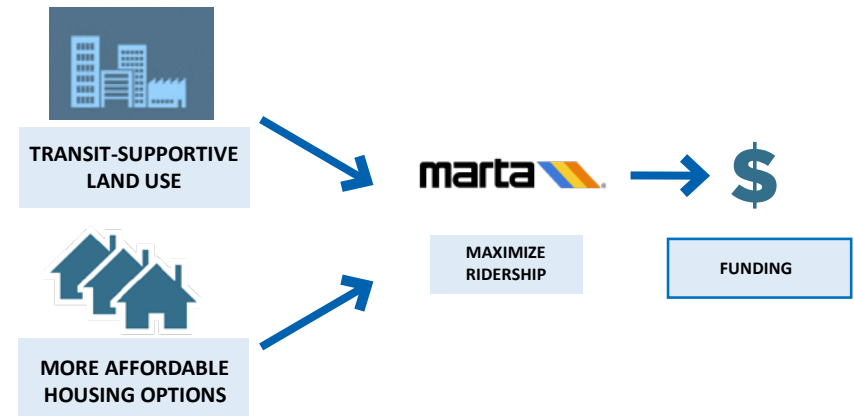 TRANSIT-SUPPORTIVE
LAND USE
marta
$
MAXIMIZE
RIDERSHIP
FUNDING
MORE AFFORDABLE
HOUSING OPTIONS